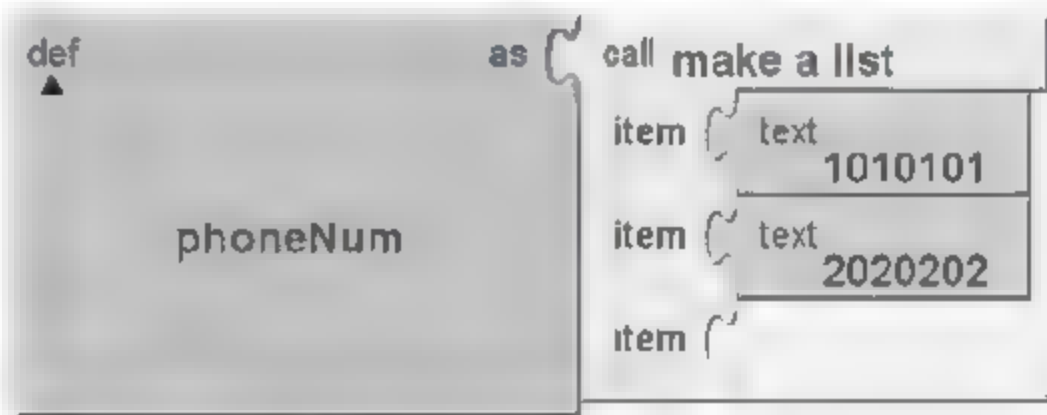 def as call make a list
item text
1010101
phoneNum item text
2020202
item